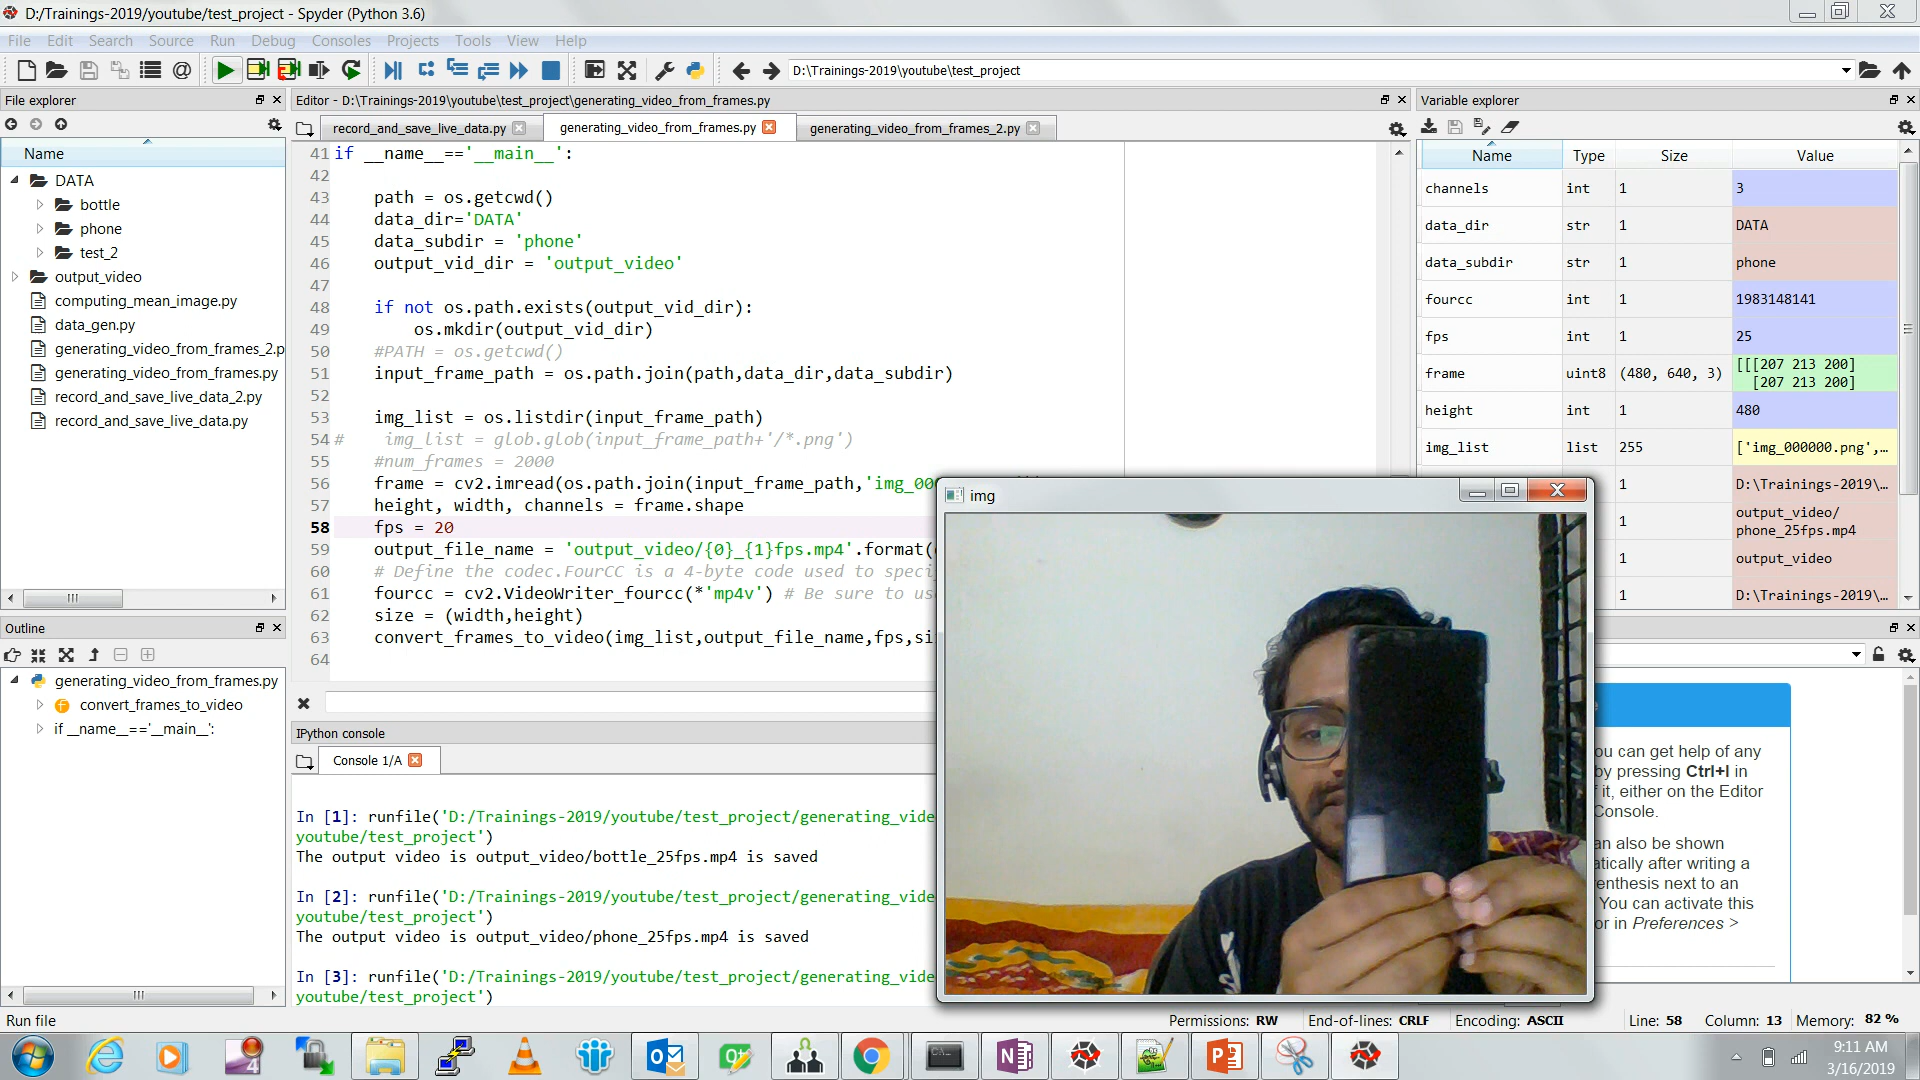 D:/Trainings-2019/youtube/test_project - Spyder (Python 3.6)
File Edit Search Source Run Debug Consoles Projects Tools View Help
D:\Trainings-2019\youtube\test_project
File explorer
Name
DATA
bottle
phone
test_2
output_video
computing_mean_image.py
data_gen.py
generating_video_from_frames_2.p
generating_video_from_frames.py
record_and_save_live_data_2.py
record_and_save_live_data.py
Outline
generating_video_from_frames.py
convert_frames_to_video
if __name__=='__main__':
Editor - D:\Trainings-2019\youtube\test_project\generating_video_from_frames.py
record_and_save_live_data.py generating_video_from_frames.py generating_video_from_frames_2.py
41 if __name__=='__main__':
42
43 path = os.getcwd()
44 data_dir='DATA'
45 data_subdir = 'phone'
46 output_vid_dir = 'output_video'
47
48 if not os.path.exists(output_vid_dir):
49 os.mkdir(output_vid_dir)
50 #PATH = os.getcwd()
51 input_frame_path = os.path.join(path,data_dir,data_subdir)
52
53 img_list = os.listdir(input_frame_path)
54 # img_list = glob.glob(input_frame_path+'/*.png')
55 #num_frames = 2000
56 frame = cv2.imread(os.path.join(input_frame_path,'img_00
57 height, width, channels = frame.shape
58 fps = 20
59 output_file_name = 'output_video/{0}_{1}fps.mp4'.format(
60 # Define the codec.FourCC is a 4-byte code used to speci
61 fourcc = cv2.VideoWriter_fourcc(*'mp4v') # Be sure to us
62 size = (width,height)
63 convert_frames_to_video(img_list,output_file_name,fps,si
64
IPython console
Console 1/A
In [1]: runfile('D:/Trainings-2019/youtube/test_project/generating_vide
youtube/test_project')
The output video is output_video/bottle_25fps.mp4 is saved
In [2]: runfile('D:/Trainings-2019/youtube/test_project/generating_vide
youtube/test_project')
The output video is output_video/phone_25fps.mp4 is saved
In [3]: runfile('D:/Trainings-2019/youtube/test_project/generating_vide
youtube/test_project')
img
Variable explorer
Name Type Size Value
channels int 1 3
data_dir str 1 DATA
data_subdir str 1 phone
fourcc int 1 1983148141
fps int 1 25
frame uint8 (480, 640, 3) [[[207 213 200]
[207 213 200]
height int 1 480
img_list list 255 ['img_000000.png',...
1 D:\Trainings-2019\...
1 output_video/
phone_25fps.mp4
1 output_video
1 D:\Trainings-2019\...
ou can get help of any
by pressing Ctrl+I in
f it, either on the Editor
Console.
an also be shown
atically after writing a
enthesis next to an
You can activate this
or in Preferences >
Run file
Permissions: RW End-of-lines: CRLF Encoding: ASCII Line: 58 Column: 13 Memory: 82 %
9:11 AM
3/16/2019